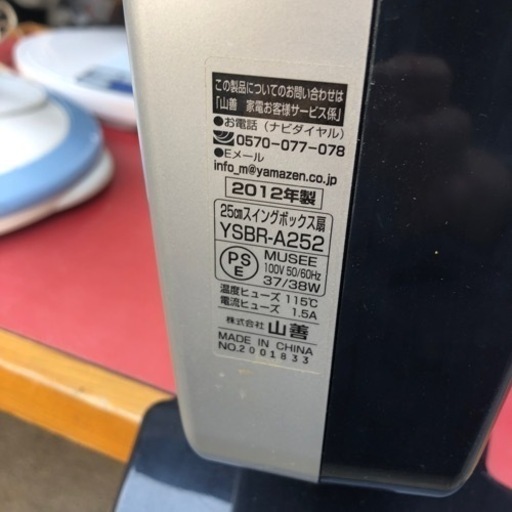 この製品についてのお問い合わせは
「山善 家電お客様サービス係」
●お電話(ナビダイヤル)
0570-077-078
●Eメール
info_m@yamazen.co.jp
2012年製
25cmスイングボックス扇
YSBR-A252
PS
E
MUSEE
100V 50/60Hz
37/38W
温度ヒューズ 115℃
電流ヒューズ 1.5A
株式会社 山善
MADE IN CHINA
NO.2001833